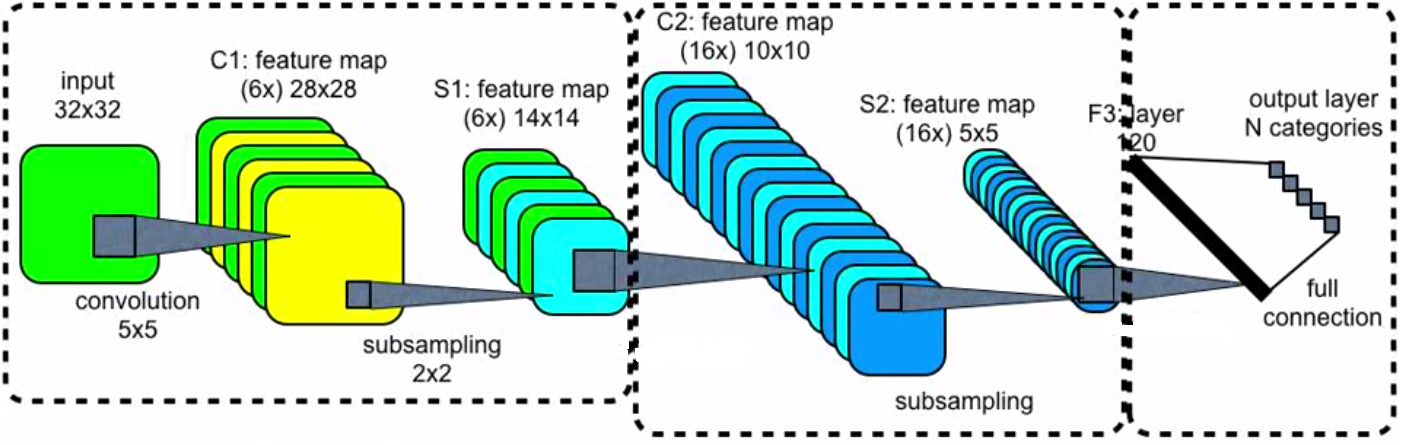 input
32x32
C1: feature map
(6x) 28x28
S1: feature map
(6x) 14x14
C2: feature map
(16x) 10x10
S2: feature map
(16x) 5x5
F3: layer
120
output layer
N categories
convolution
5x5
subsampling
2x2
subsampling
full
connection